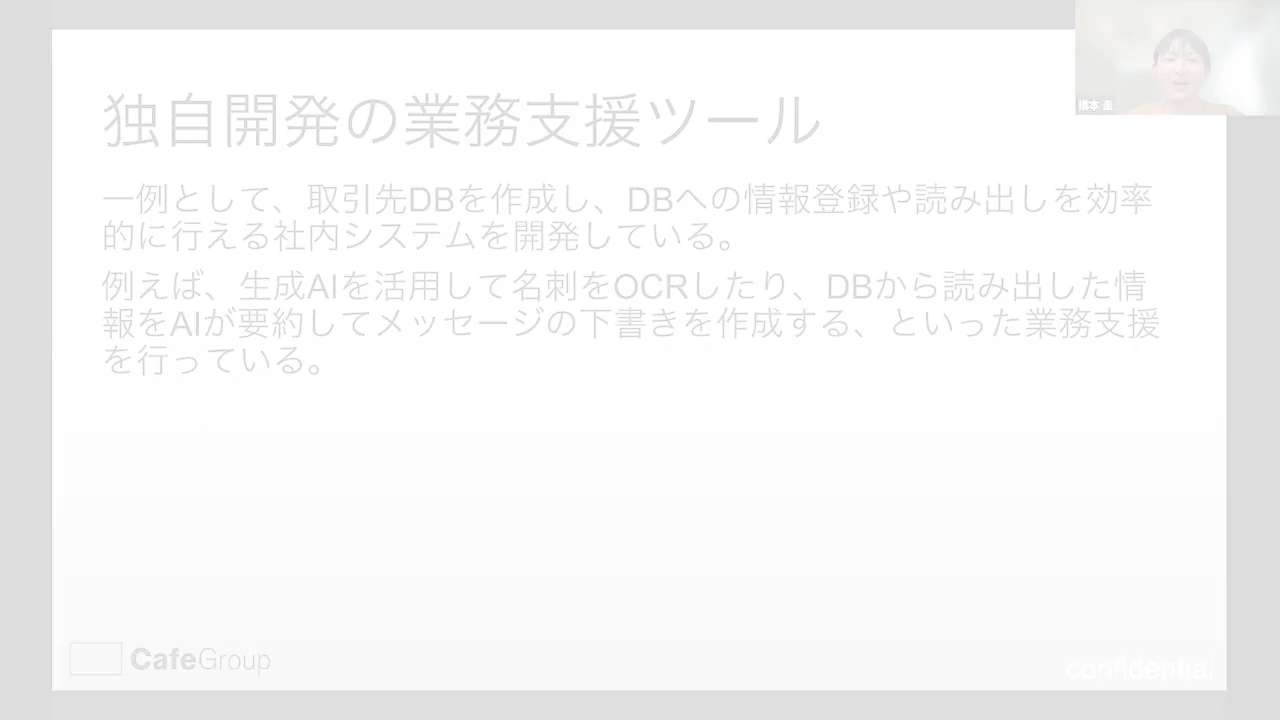 独自開発の業務支援ツール
一例として、取引先DBを作成し、DBへの情報登録や読み出しを効率
的に行える社内システムを開発している。
例えば、生成AIを活用して名刺をOCRしたり、DBから読み出した情
報をAIが要約してメッセージの下書きを作成する、といった業務支援
を行っている。
橋本 圭
CafeGroup
confidential